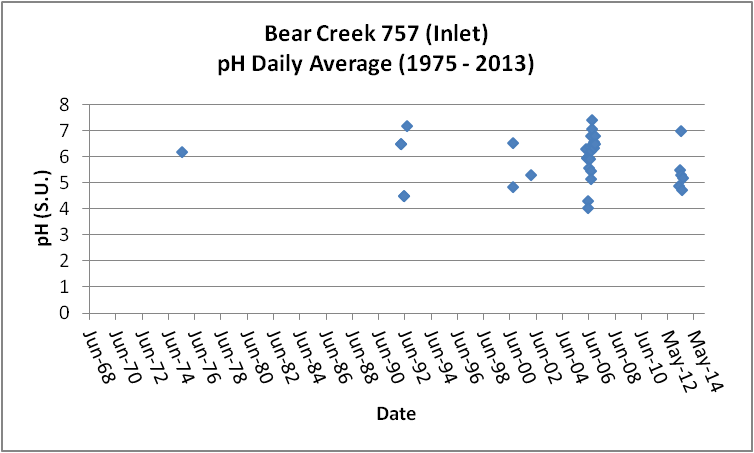 Bear Creek 757 (Inlet)
pH Daily Average (1975 - 2013)
8
7
6
5
4
3
2
1
0
pH (S.U.)
Jun-68
Jun-70
Jun-72
Jun-74
Jun-76
Jun-78
Jun-80
Jun-82
Jun-84
Jun-86
Jun-88
Jun-90
Jun-92
Jun-94
Jun-96
Jun-98
Jun-00
Jun-02
Jun-04
Jun-06
Jun-08
Jun-10
May-12
May-14
Date